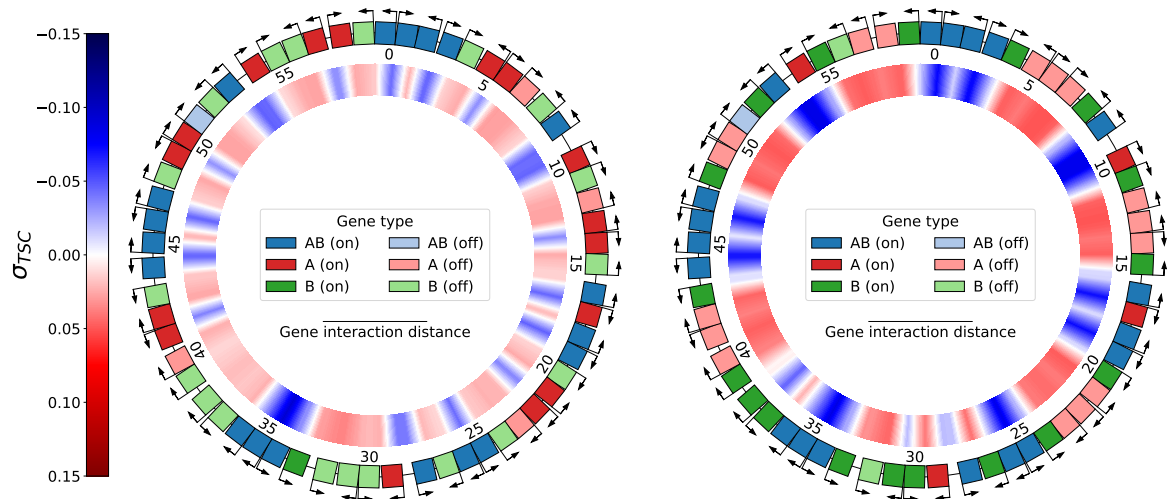 −0.15
−0.10
−0.05
0.00
0.05
0.10
0.15
σTSC
0
5
10
15
20
25
30
35
40
45
50
55
Gene type
AB (on)
AB (off)
A (on)
A (off)
B (on)
B (off)
Gene interaction distance
0
5
10
15
20
25
30
35
40
45
50
55
Gene type
AB (on)
AB (off)
A (on)
A (off)
B (on)
B (off)
Gene interaction distance